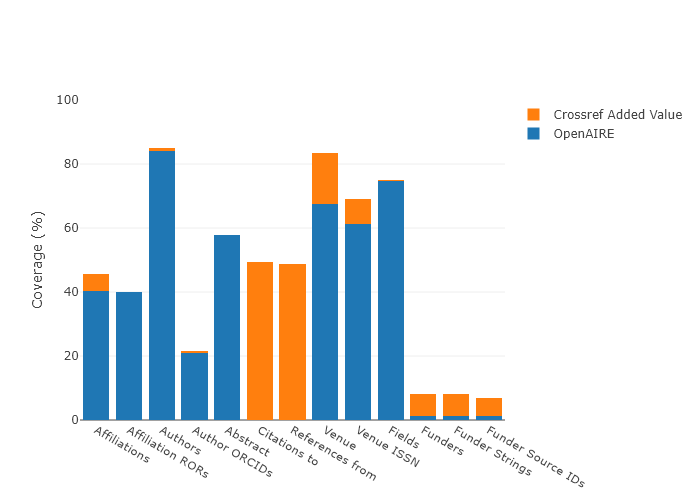 100
80
60
40
20
0
Coverage (%)
Affiliations
Affiliation RORs
Authors
Author ORCIDs
Abstract
Citations to
References from
Venue
Venue ISSN
Fields
Funders
Funder Strings
Funder Source IDs
Crossref Added Value
OpenAIRE